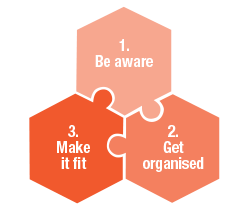 1.
Be aware
2.
Get
organised
3.
Make
it fit